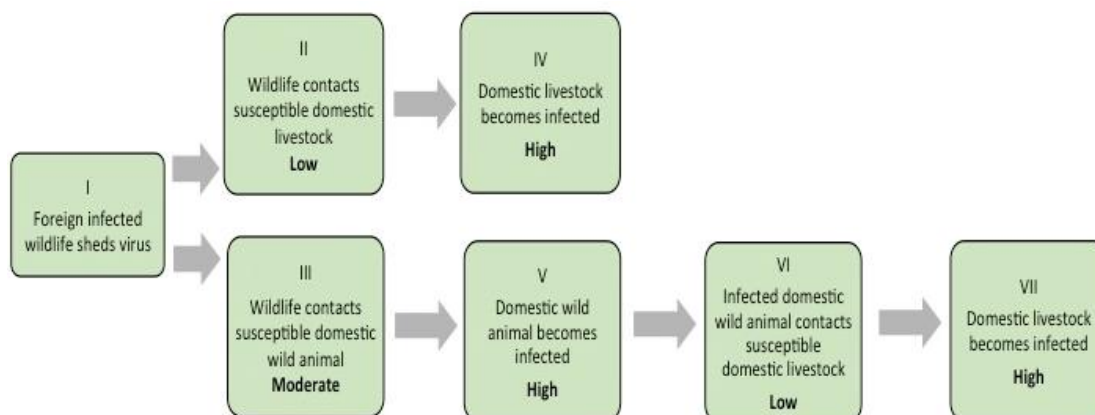 I
Foreign infected
wildlife sheds virus
II
Wildlife contacts
susceptible domestic
livestock
Low
IV
Domestic livestock
becomes infected
High
III
Wildlife contacts
susceptible domestic
wild animal
Moderate
V
Domestic wild
animal becomes
infected
High
VI
Infected domestic
wild animal contacts
susceptible
domestic livestock
Low
VII
Domestic livestock
becomes infected
High